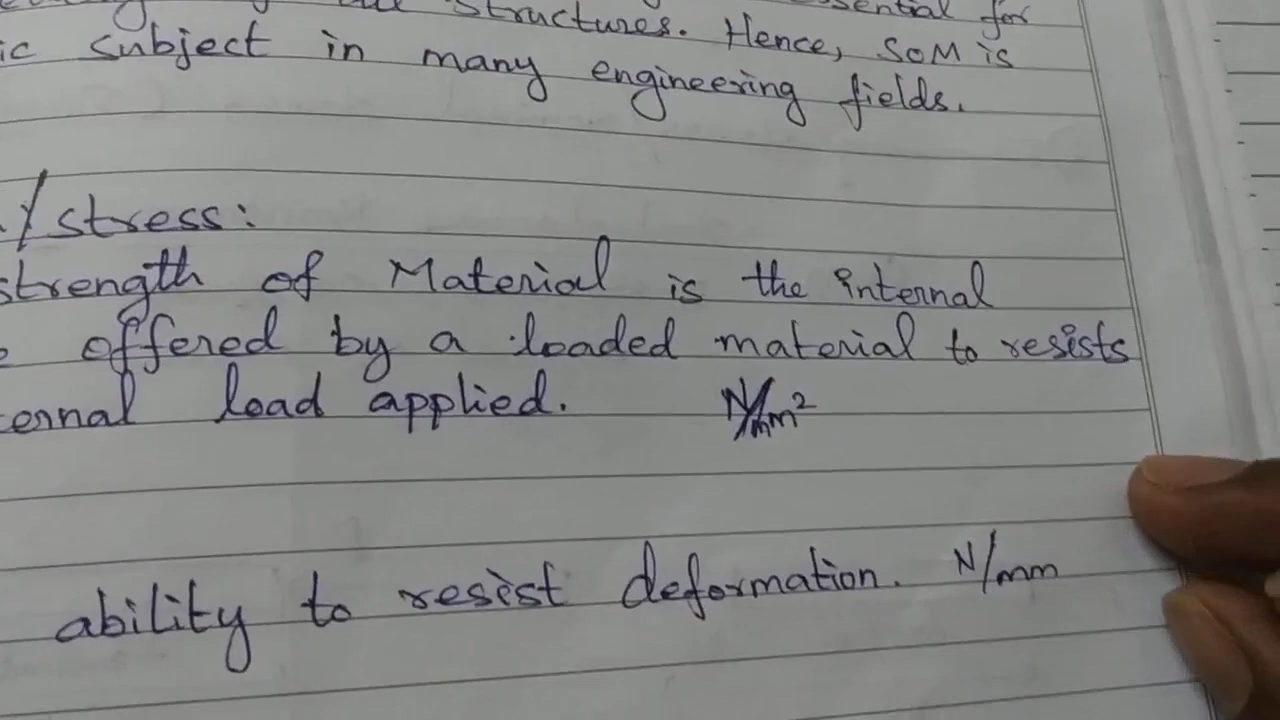 structures. Hence, SOM is
ic subject in many engineering fields.
/stress:
strength of Material is the internal
offered by a loaded material to resists
ernal load applied. N/mm²
ability to resist deformation. N/mm